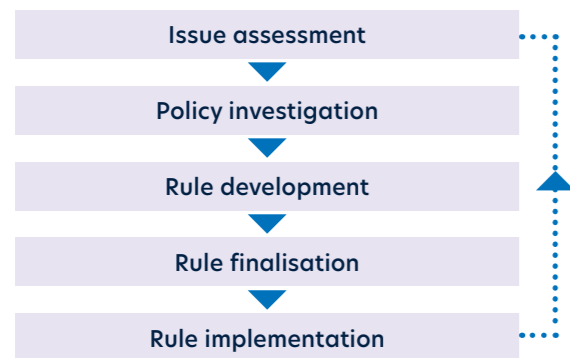 Issue assessment
Policy investigation
Rule development
Rule finalisation
Rule implementation